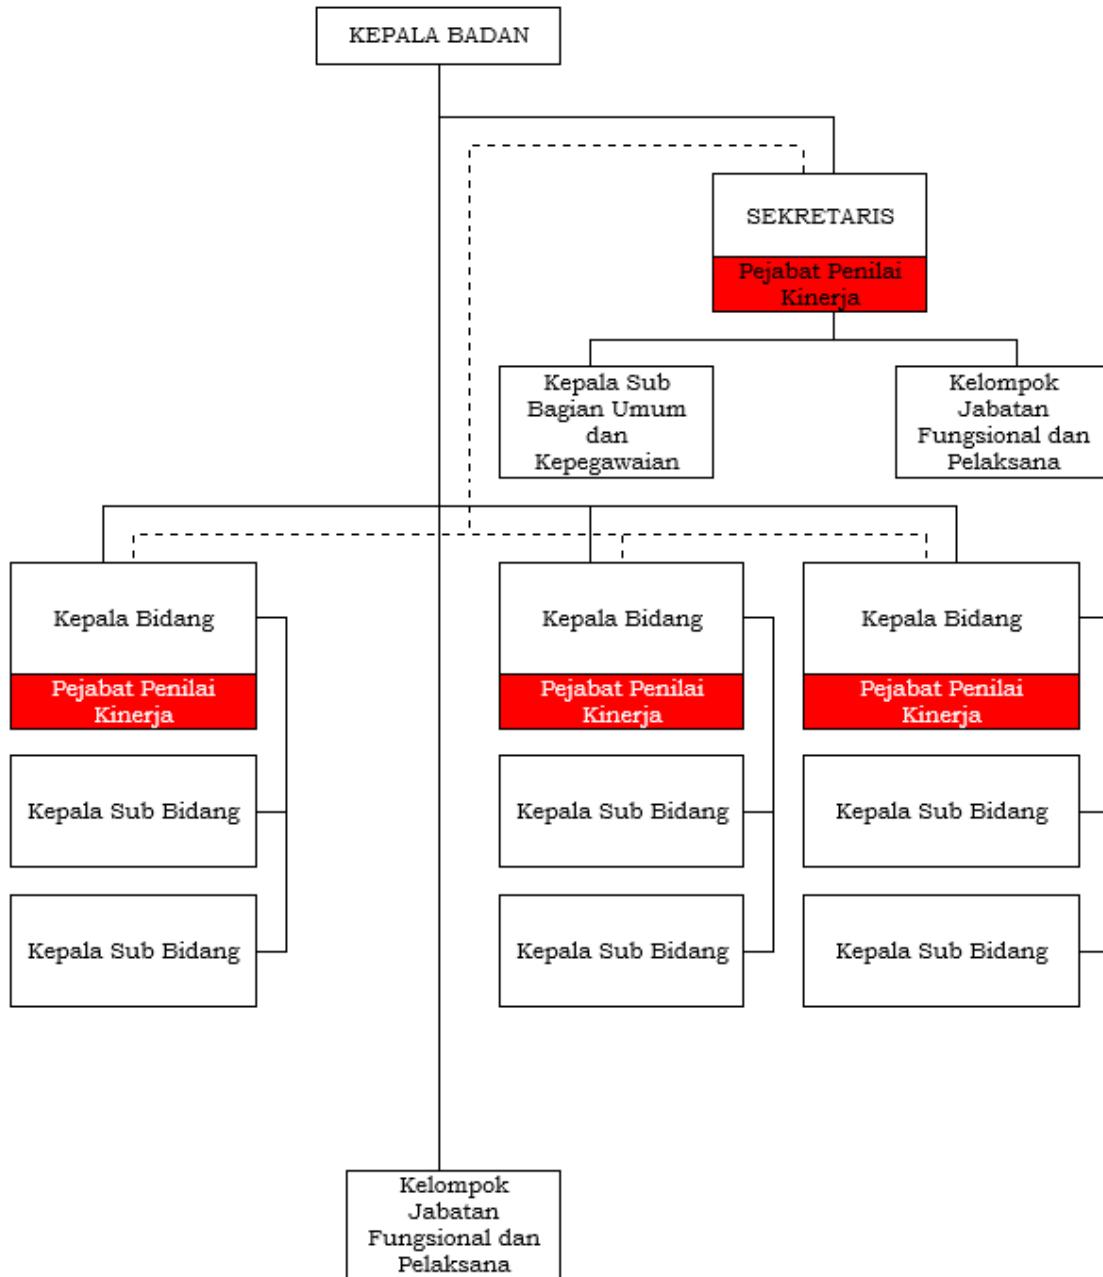 KEPALA BADAN
SEKRETARIS
Pejabat Penilai
Kinerja
Kepala Sub
Bagian Umum
dan
Kepegawaian
Kelompok
Jabatan
Fungsional dan
Pelaksana
Kepala Bidang
Pejabat Penilai
Kinerja
Kepala Sub Bidang
Kepala Sub Bidang
Kepala Bidang
Pejabat Penilai
Kinerja
Kepala Sub Bidang
Kepala Sub Bidang
Kepala Bidang
Pejabat Penilai
Kinerja
Kepala Sub Bidang
Kepala Sub Bidang
Kelompok
Jabatan
Fungsional dan
Pelaksana